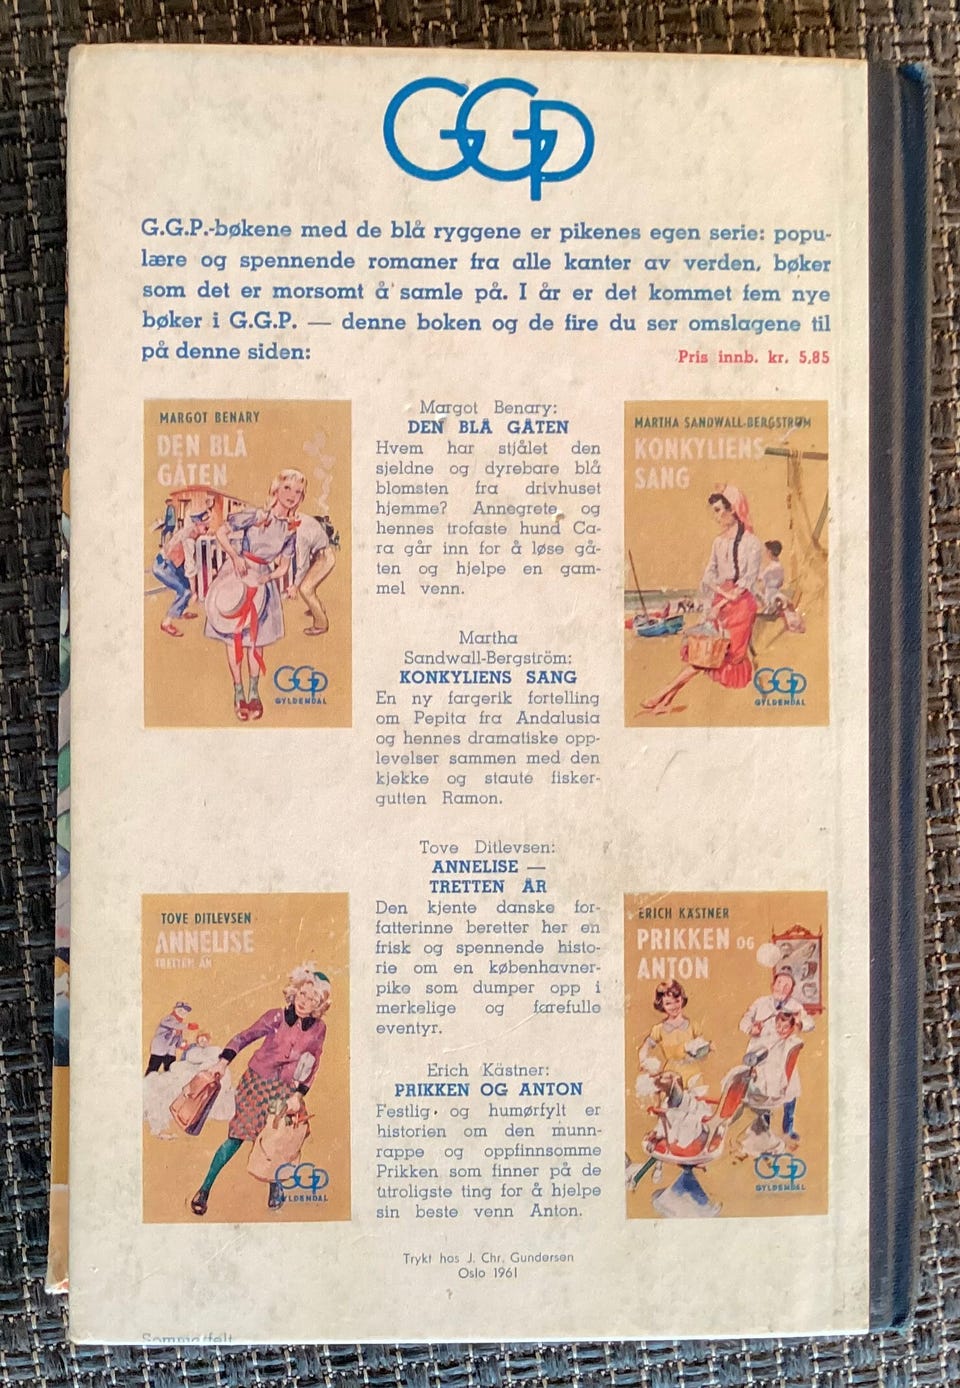 GGP
G.G.P.-bøkene med de blå ryggene er pikenes egen serie: popu-
lære og spennende romaner fra alle kanter av verden, bøker
som det er morsomt å samle på. I år er det kommet fem nye
bøker i G.G.P. — denne boken og de fire du ser omslagene til
på denne siden:
Pris innb. kr. 5,85
MARGOT BENARY
DEN BLÅ
GÅTEN
GGP
GYLDENDAL
Margot Benary:
DEN BLÅ GÅTEN
Hvem har stjålet den
sjeldne og dyrebare blå
blomsten fra drivhuset
hjemme? Annegrete og
hennes trofaste hund Ca-
ra går inn for å løse gå-
ten og hjelpe en gam-
mel venn.
MARTHA SANDWALL-BERGSTRØM
KONKYLIENS
SANG
GGP
GYLDENDAL
Martha
Sandwall-Bergström:
KONKYLIENS SANG
En ny fargerik fortelling
om Pepita fra Andalusia
og hennes dramatiske opp-
levelser sammen med den
kjekke og staute fisker-
gutten Ramon.
TOVE DITLEVSEN
ANNELISE
TRETTEN ÅR
GGP
GYLDENDAL
Tove Ditlevsen:
ANNELISE —
TRETTEN ÅR
Den kjente danske for-
fatterinne beretter her en
frisk og spennende histo-
rie om en københavner-
pike som dumper opp i
merkelige og farefulle
eventyr.
ERICH KÄSTNER
PRIKKEN OG
ANTON
GGP
GYLDENDAL
Erich Kästner:
PRIKKEN OG ANTON
Festlig og humørfylt er
historien om den munn-
rappe og oppfinnsomme
Prikken som finner på de
utroligste ting for å hjelpe
sin beste venn Anton.
Trykt hos J. Chr. Gundersen
Oslo 1961
Sommerfelt